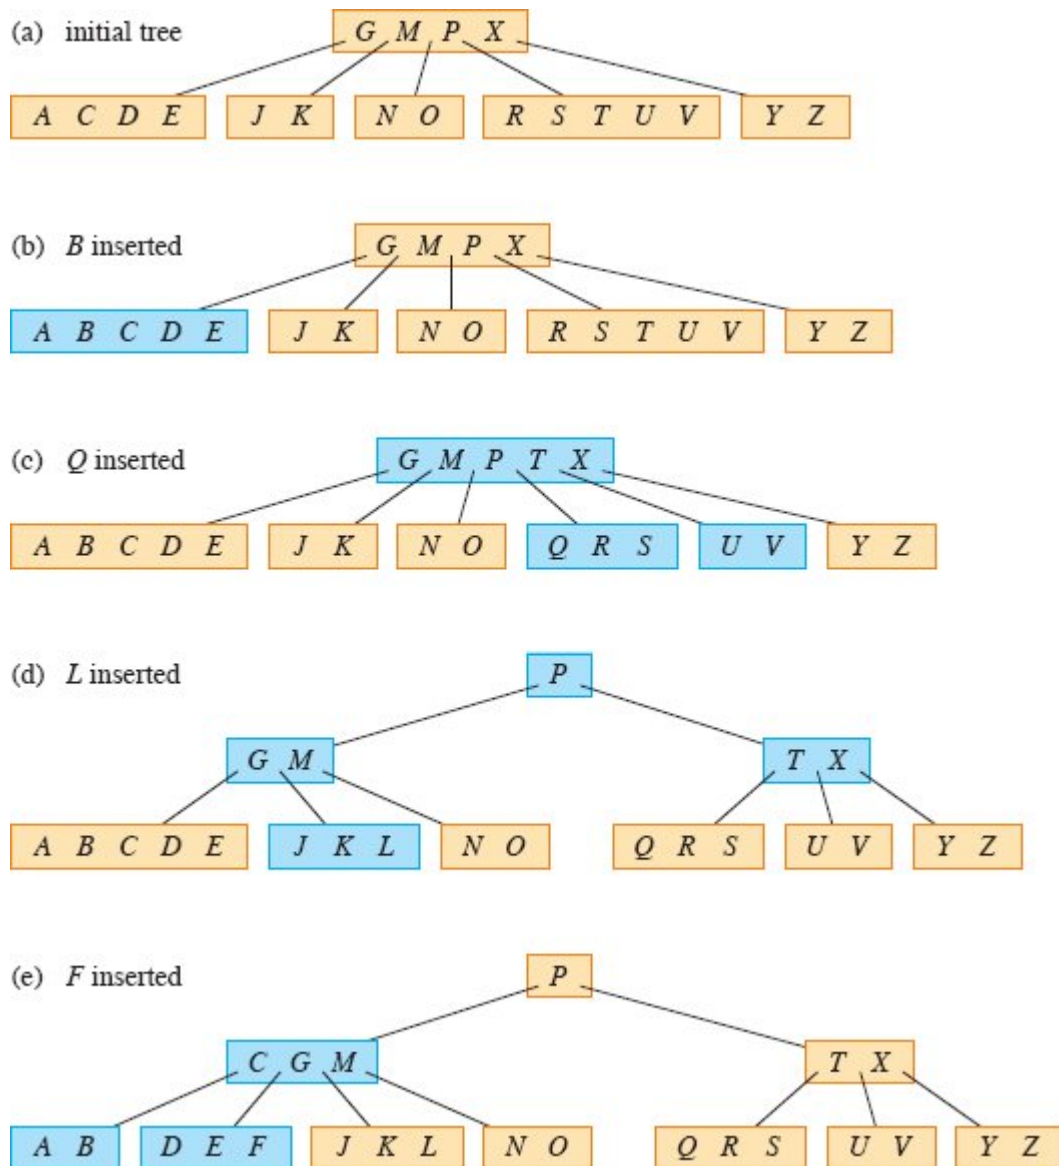 (a) initial tree G M P X
A C D E J K N O R S T U V Y Z
(b) B inserted G M P X
A B C D E J K N O R S T U V Y Z
(c) Q inserted G M P T X
A B C D E J K N O Q R S U V Y Z
(d) L inserted P
G M T X
A B C D E J K L N O Q R S U V Y Z
(e) F inserted P
C G M T X
A B D E F J K L N O Q R S U V Y Z